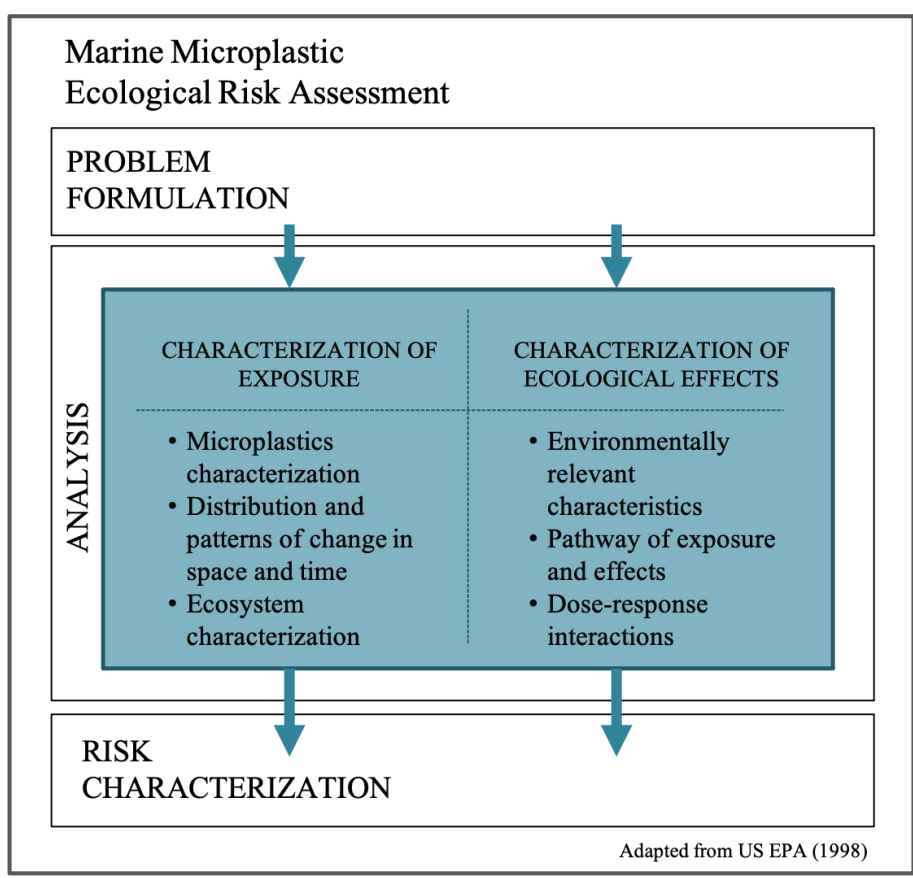 Marine Microplastic
Ecological Risk Assessment
PROBLEM
FORMULATION
ANALYSIS
CHARACTERIZATION OF
EXPOSURE
• Microplastics
characterization
• Distribution and
patterns of change in
space and time
• Ecosystem
characterization
CHARACTERIZATION OF
ECOLOGICAL EFFECTS
• Environmentally
relevant
characteristics
• Pathway of exposure
and effects
• Dose-response
interactions
RISK
CHARACTERIZATION
Adapted from US EPA (1998)